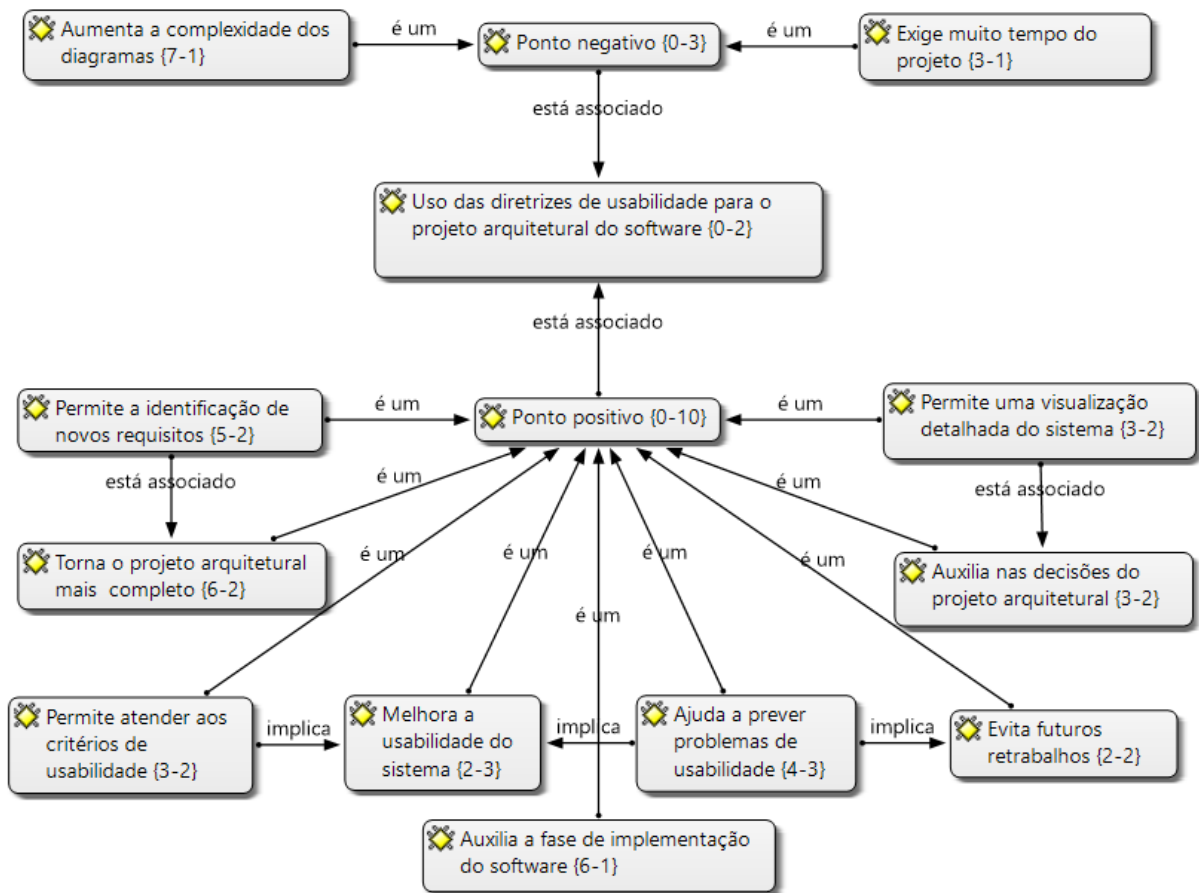 Aumenta a complexidade dos
diagramas {7-1}
é um
Ponto negativo {0-3}
é um
Exige muito tempo do
projeto {3-1}
está associado
Uso das diretrizes de usabilidade para o
projeto arquitetural do software {0-2}
está associado
Permite a identificação de
novos requisitos {5-2}
é um
Ponto positivo {0-10}
é um
Permite uma visualização
detalhada do sistema {3-2}
está associado
é um
é um
está associado
Torna o projeto arquitetural
mais completo {6-2}
é um
é um
é um
é um
Auxilia nas decisões do
projeto arquitetural {3-2}
é um
Permite atender aos
critérios de
usabilidade {3-2}
implica
Melhora a
usabilidade do
sistema {2-3}
implica
Ajuda a prever
problemas de
usabilidade {4-3}
implica
Evita futuros
retrabalhos {2-2}
Auxilia a fase de implementação
do software {6-1}